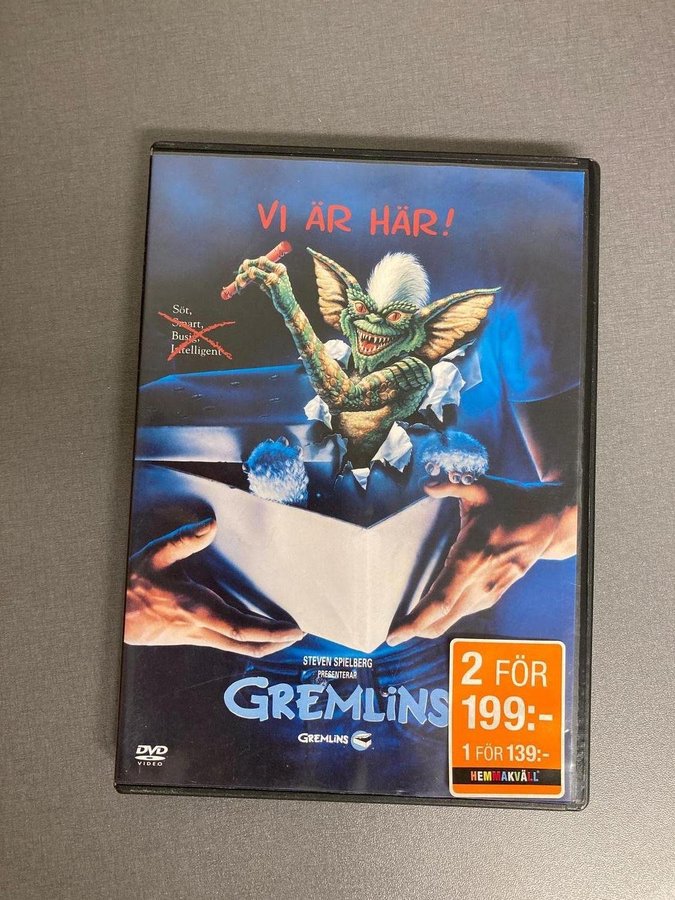 VI ÄR HÄR!
Söt,
Smart,
Busig,
Intelligent
STEVEN SPIELBERG
PRESENTERAR
GREMLiNS
GREMLiNS
DVD
VIDEO
2 FÖR
199:-
1 FÖR 139:-
HEMMAKVÄLL